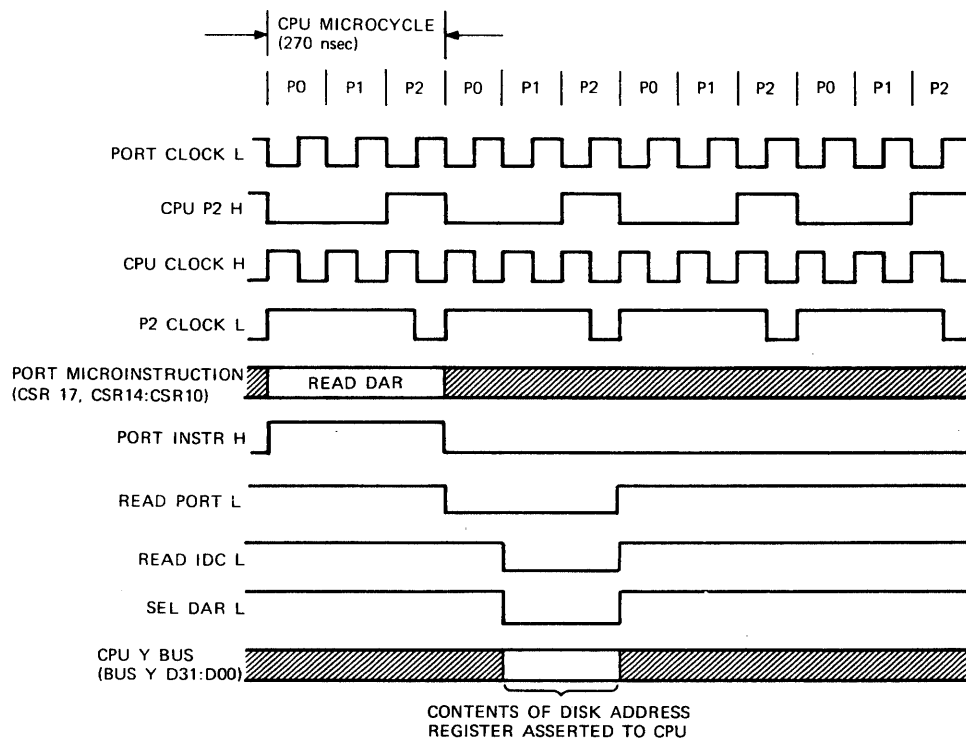 CPU MICROCYCLE
(270 nsec)
P0 P1 P2 P0 P1 P2 P0 P1 P2 P0 P1 P2
PORT CLOCK L
CPU P2 H
CPU CLOCK H
P2 CLOCK L
PORT MICROINSTRUCTION
(CSR 17, CSR14:CSR10)
READ DAR
PORT INSTR H
READ PORT L
READ IDC L
SEL DAR L
CPU Y BUS
(BUS Y D31:D00)
CONTENTS OF DISK ADDRESS
REGISTER ASSERTED TO CPU